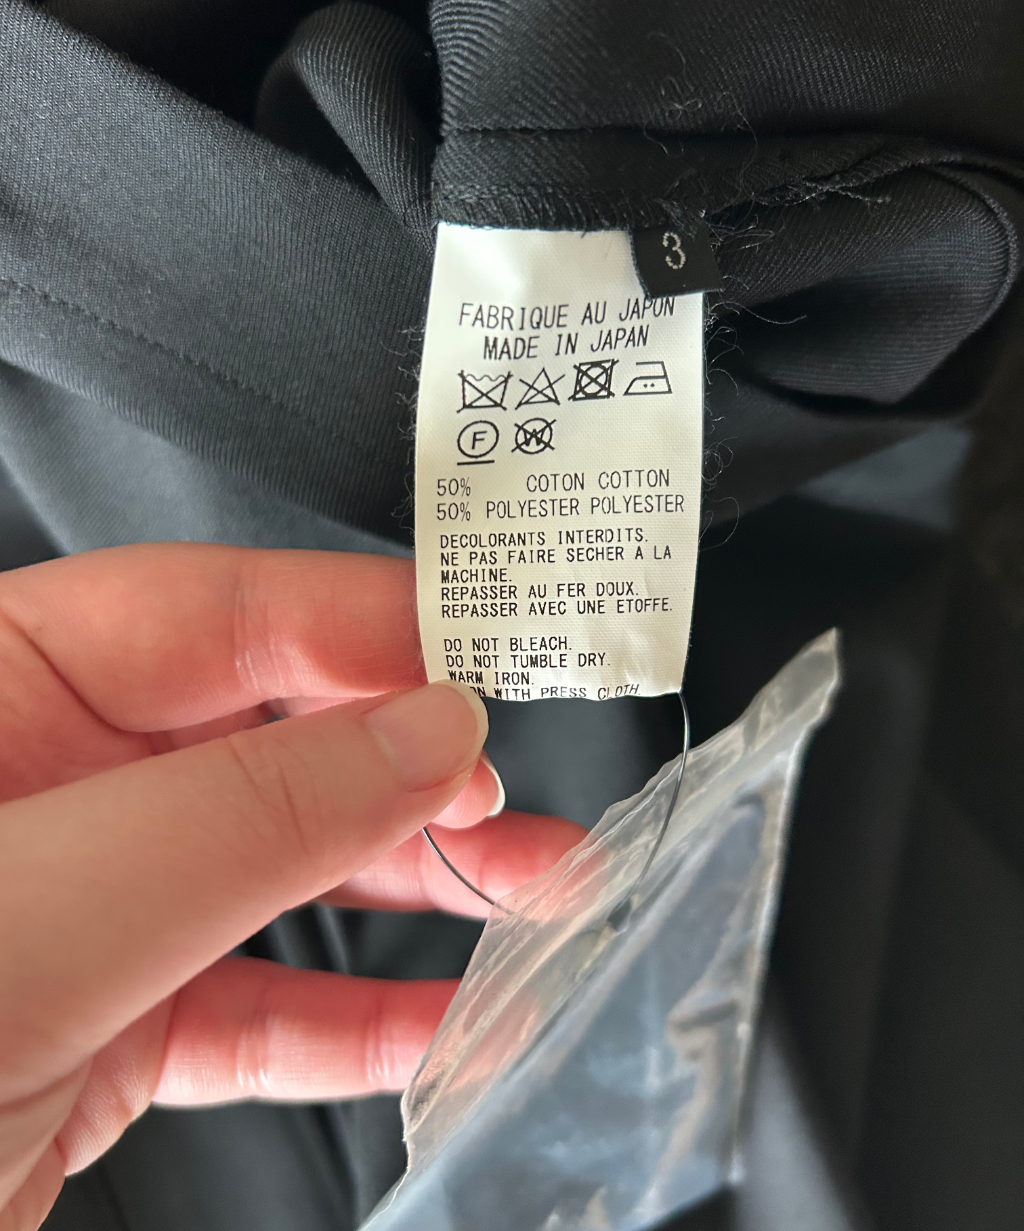 3
FABRIQUE AU JAPON
MADE IN JAPAN
F
W
50% COTON COTTON
50% POLYESTER POLYESTER
DECOLORANTS INTERDITS.
NE PAS FAIRE SECHER A LA
MACHINE.
REPASSER AU FER DOUX.
REPASSER AVEC UNE ETOFFE.
DO NOT BLEACH.
DO NOT TUMBLE DRY.
WARM IRON.
WITH PRESS CLOTH.